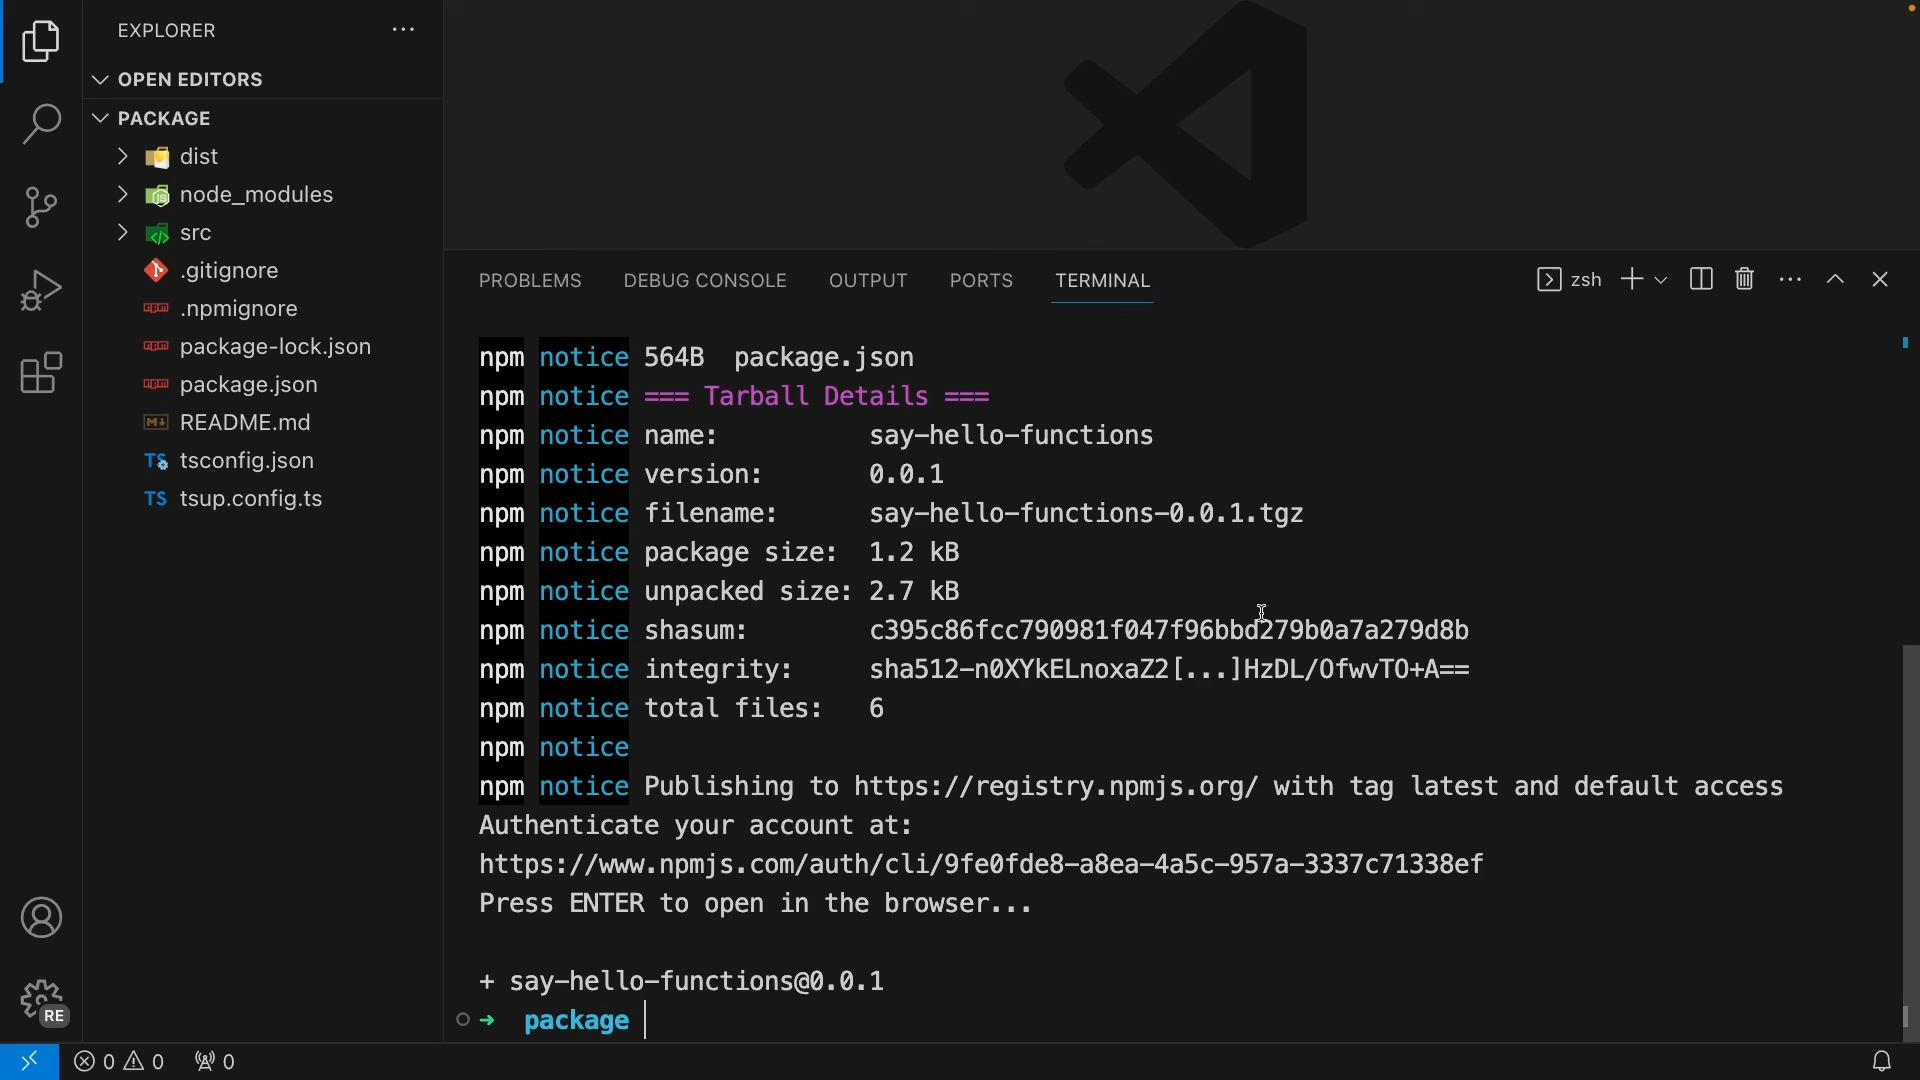 EXPLORER
OPEN EDITORS
PACKAGE
dist
node_modules
src
.gitignore
.npmignore
package-lock.json
package.json
README.md
TS tsconfig.json
TS tsup.config.ts
RE
PROBLEMS DEBUG CONSOLE OUTPUT PORTS TERMINAL
zsh
npm notice 564B package.json
npm notice === Tarball Details ===
npm notice name: say-hello-functions
npm notice version: 0.0.1
npm notice filename: say-hello-functions-0.0.1.tgz
npm notice package size: 1.2 kB
npm notice unpacked size: 2.7 kB
npm notice shasum: c395c86fcc790981f047f96bbd279b0a7a279d8b
npm notice integrity: sha512-n0XYkELnoxaZ2[...]HzDL/OfwvTO+A==
npm notice total files: 6
npm notice
npm notice Publishing to https://registry.npmjs.org/ with tag latest and default access
Authenticate your account at:
https://www.npmjs.com/auth/cli/9fe0fde8-a8ea-4a5c-957a-3337c71338ef
Press ENTER to open in the browser...
+ say-hello-functions@0.0.1
→ package
0 0 0